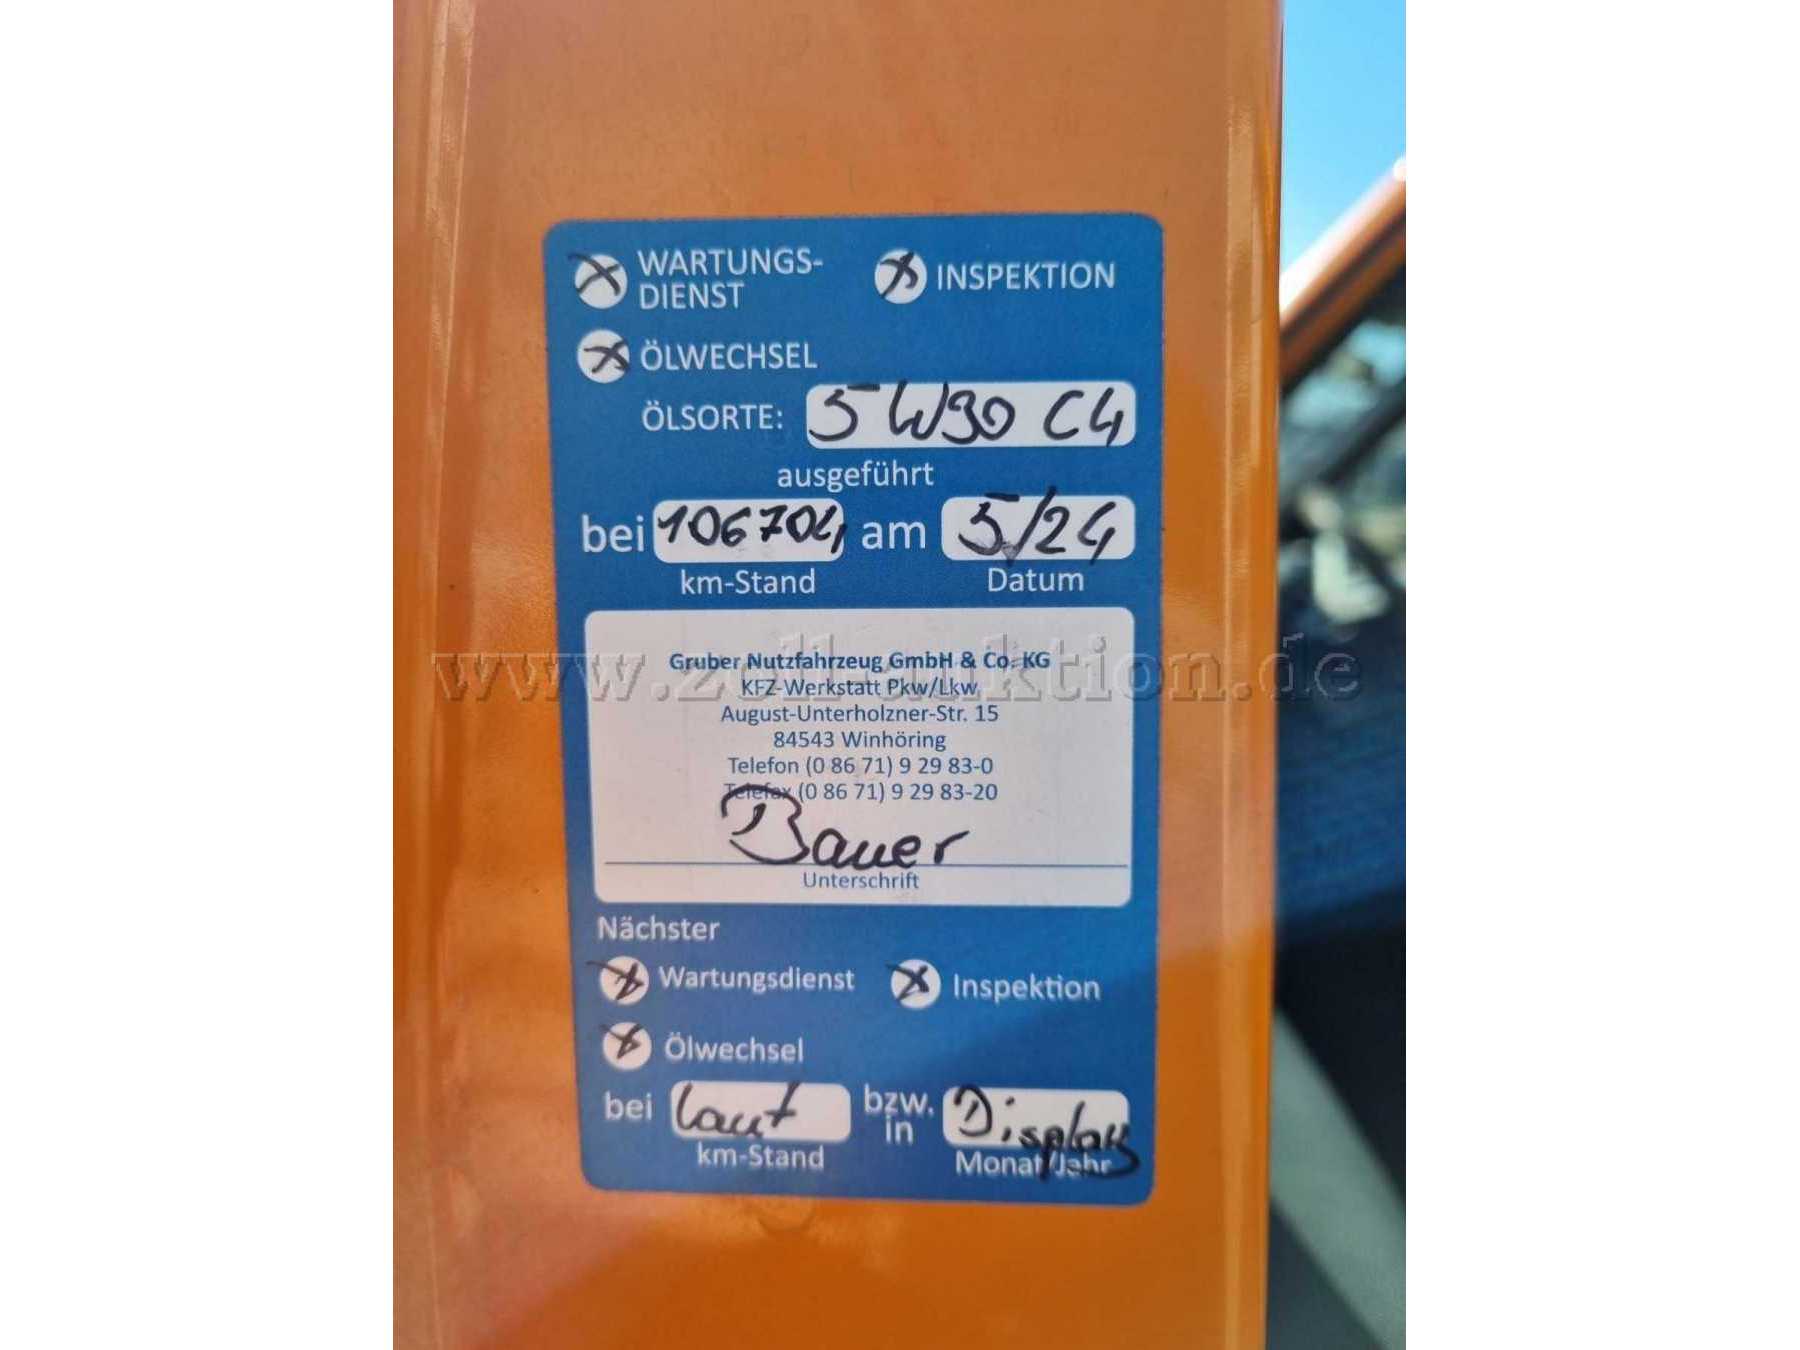 WARTUNGS-
DIENST
INSPEKTION
ÖLWECHSEL
ÖLSORTE: 5W30 C4
ausgeführt
bei 106704 am 5/24
km-Stand Datum
www.zoll-auktion.de
Gruber Nutzfahrzeug GmbH & Co. KG
KFZ-Werkstatt Pkw/Lkw
August-Unterholzner-Str. 15
84543 Winhöring
Telefon (0 86 71) 9 29 83-0
Telefax (0 86 71) 9 29 83-20
Bauer
Unterschrift
Nächster
Wartungsdienst Inspektion
Ölwechsel
bei Laut bzw. in Display
km-Stand Monat/Jahr